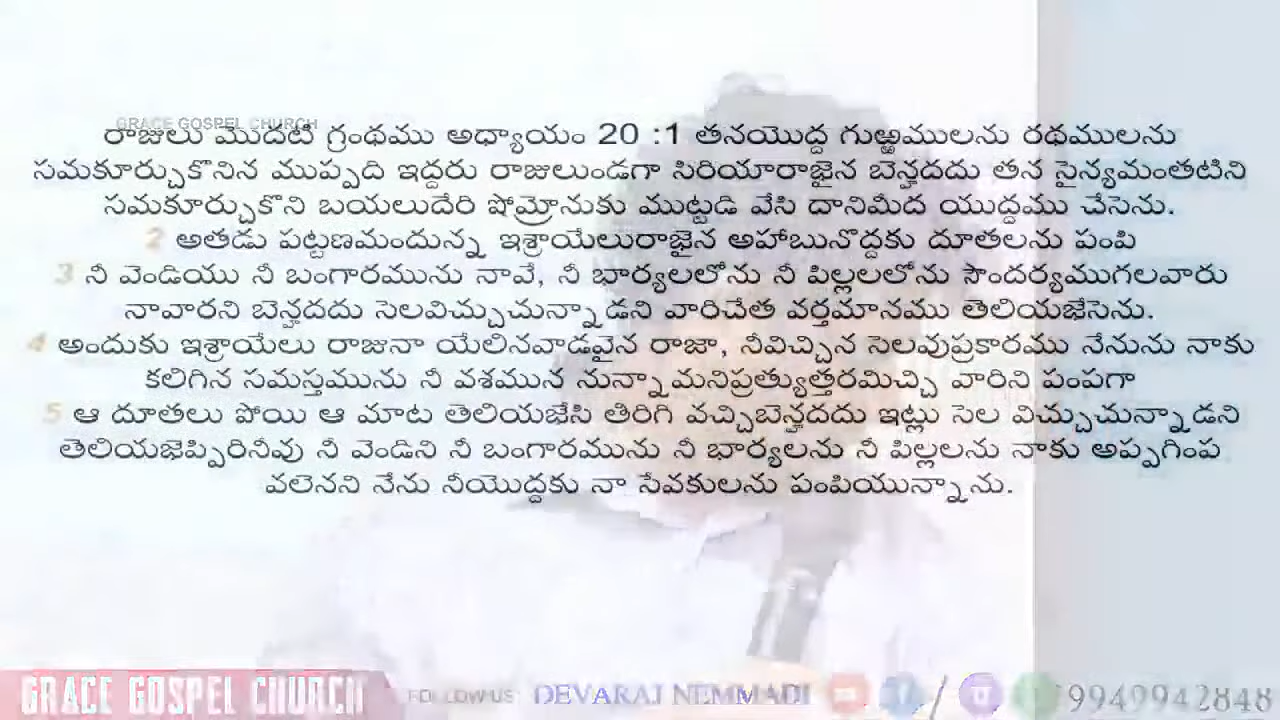 GRACE GOSPEL CHURCH
రాజులు మొదటి గ్రంథము అధ్యాయం 20 :1 తనయొద్ద గుఱ్ఱములను రథములను
సమకూర్చుకొనిన ముప్పది ఇద్దరు రాజులుండగా సిరియారాజైన బెన్హదదు తన సైన్యమంతటిని
సమకూర్చుకొని బయలుదేరి షోమ్రోనుకు ముట్టడి వేసి దానిమీద యుద్దము చేసెను.
2 అతడు పట్టణమందున్న ఇశ్రాయేలురాజైన అహాబునొద్దకు దూతలను పంపి
3 నీ వెండియు నీ బంగారమును నావే, నీ భార్యలలోను నీ పిల్లలలోను సౌందర్యముగలవారు
నావారని బెన్హదదు సెలవిచ్చుచున్నాడని వారిచేత వర్తమానము తెలియజేసెను.
4 అందుకు ఇశ్రాయేలు రాజునా యేలినవాడవైన రాజా, నీవిచ్చిన సెలవుప్రకారము నేనును నాకు
కలిగిన సమస్తమును నీ వశమున నున్నామనిప్రత్యుత్తరమిచ్చి వారిని పంపగా
5 ఆ దూతలు పోయి ఆ మాట తెలియజేసి తిరిగి వచ్చిబెన్హదదు ఇట్లు సెల విచ్చుచున్నాడని
తెలియజెప్పిరినీవు నీ వెండిని నీ బంగారమును నీ భార్యలను నీ పిల్లలను నాకు అప్పగింప
వలెనని నేను నీయొద్దకు నా సేవకులను పంపియున్నాను.
GRACE GOSPEL CHURCH FOLLOW US: DEVARAJ NEMMADI / 9949942848